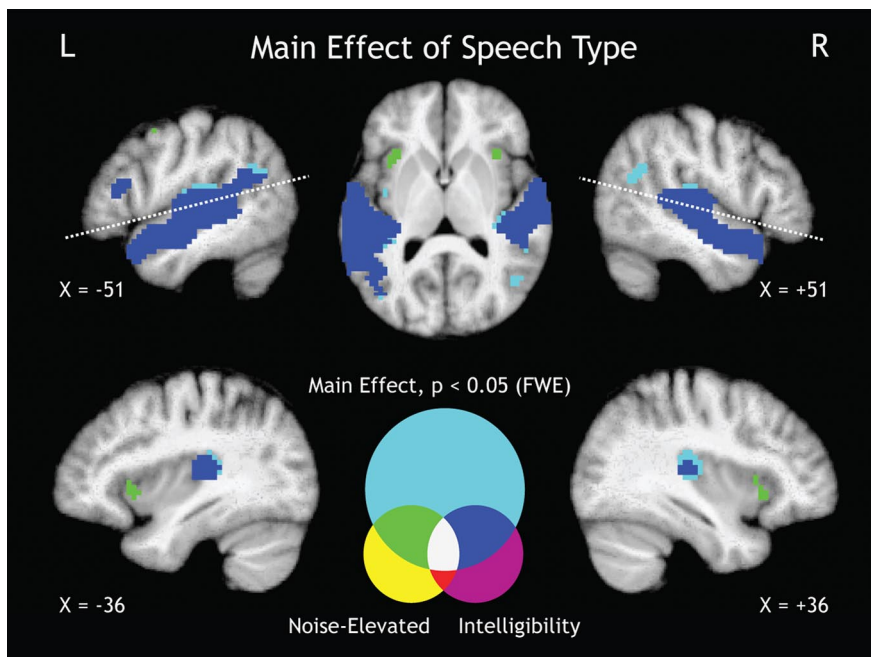 L
Main Effect of Speech Type
R
X = -51
X = +51
Main Effect, p < 0.05 (FWE)
X = -36
X = +36
Noise-Elevated
Intelligibility